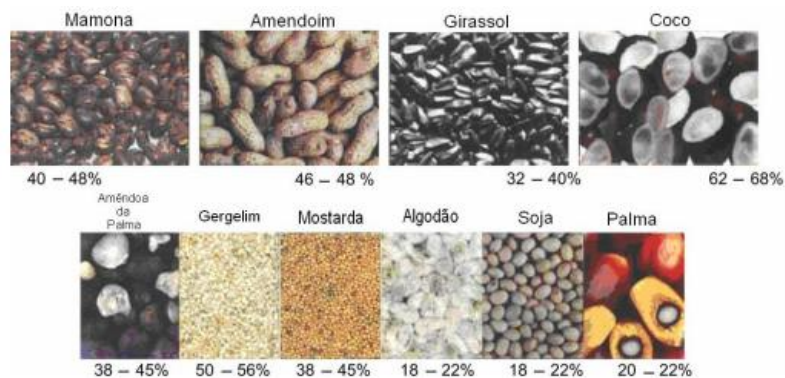 Mamona Amendoim Girassol Coco
40 – 48% 46 – 48 % 32 – 40% 62 – 68%
Amêndoa
da
Palma
Gergelim Mostarda Algodão Soja Palma
38 – 45% 50 – 56% 38 – 45% 18 – 22% 18 – 22% 20 – 22%